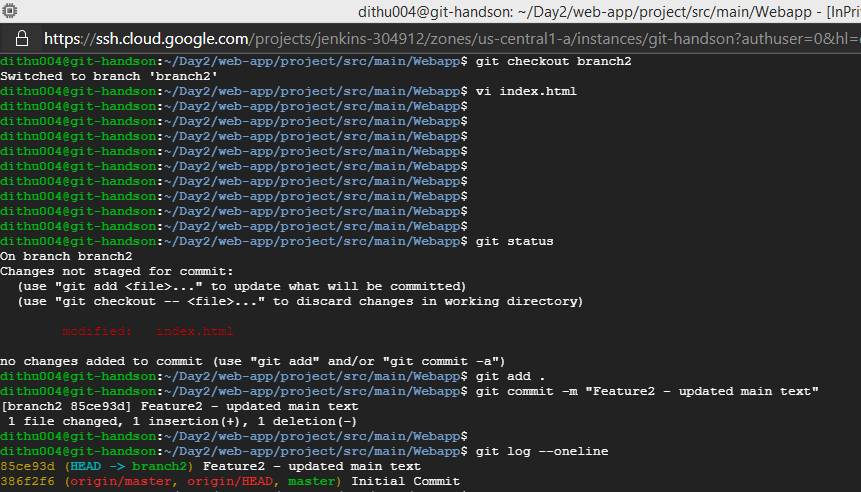 dithu004@git-handson: ~/Day2/web-app/project/src/main/Webapp - [InPriv
https://ssh.cloud.google.com/projects/jenkins-304912/zones/us-central1-a/instances/git-handson?authuser=0&hl=
dithu004@git-handson:~/Day2/web-app/project/src/main/Webapp$ git checkout branch2
Switched to branch 'branch2'
dithu004@git-handson:~/Day2/web-app/project/src/main/Webapp$ vi index.html
dithu004@git-handson:~/Day2/web-app/project/src/main/Webapp$
dithu004@git-handson:~/Day2/web-app/project/src/main/Webapp$
dithu004@git-handson:~/Day2/web-app/project/src/main/Webapp$
dithu004@git-handson:~/Day2/web-app/project/src/main/Webapp$
dithu004@git-handson:~/Day2/web-app/project/src/main/Webapp$
dithu004@git-handson:~/Day2/web-app/project/src/main/Webapp$
dithu004@git-handson:~/Day2/web-app/project/src/main/Webapp$
dithu004@git-handson:~/Day2/web-app/project/src/main/Webapp$
dithu004@git-handson:~/Day2/web-app/project/src/main/Webapp$
dithu004@git-handson:~/Day2/web-app/project/src/main/Webapp$ git status
On branch branch2
Changes not staged for commit:
  (use "git add <file>..." to update what will be committed)
  (use "git checkout -- <file>..." to discard changes in working directory)
        modified:   index.html
no changes added to commit (use "git add" and/or "git commit -a")
dithu004@git-handson:~/Day2/web-app/project/src/main/Webapp$ git add .
dithu004@git-handson:~/Day2/web-app/project/src/main/Webapp$ git commit -m "Feature2 - updated main text"
[branch2 85ce93d] Feature2 - updated main text
 1 file changed, 1 insertion(+), 1 deletion(-)
dithu004@git-handson:~/Day2/web-app/project/src/main/Webapp$
dithu004@git-handson:~/Day2/web-app/project/src/main/Webapp$ git log --oneline
85ce93d (HEAD -> branch2) Feature2 - updated main text
386f2f6 (origin/master, origin/HEAD, master) Initial Commit